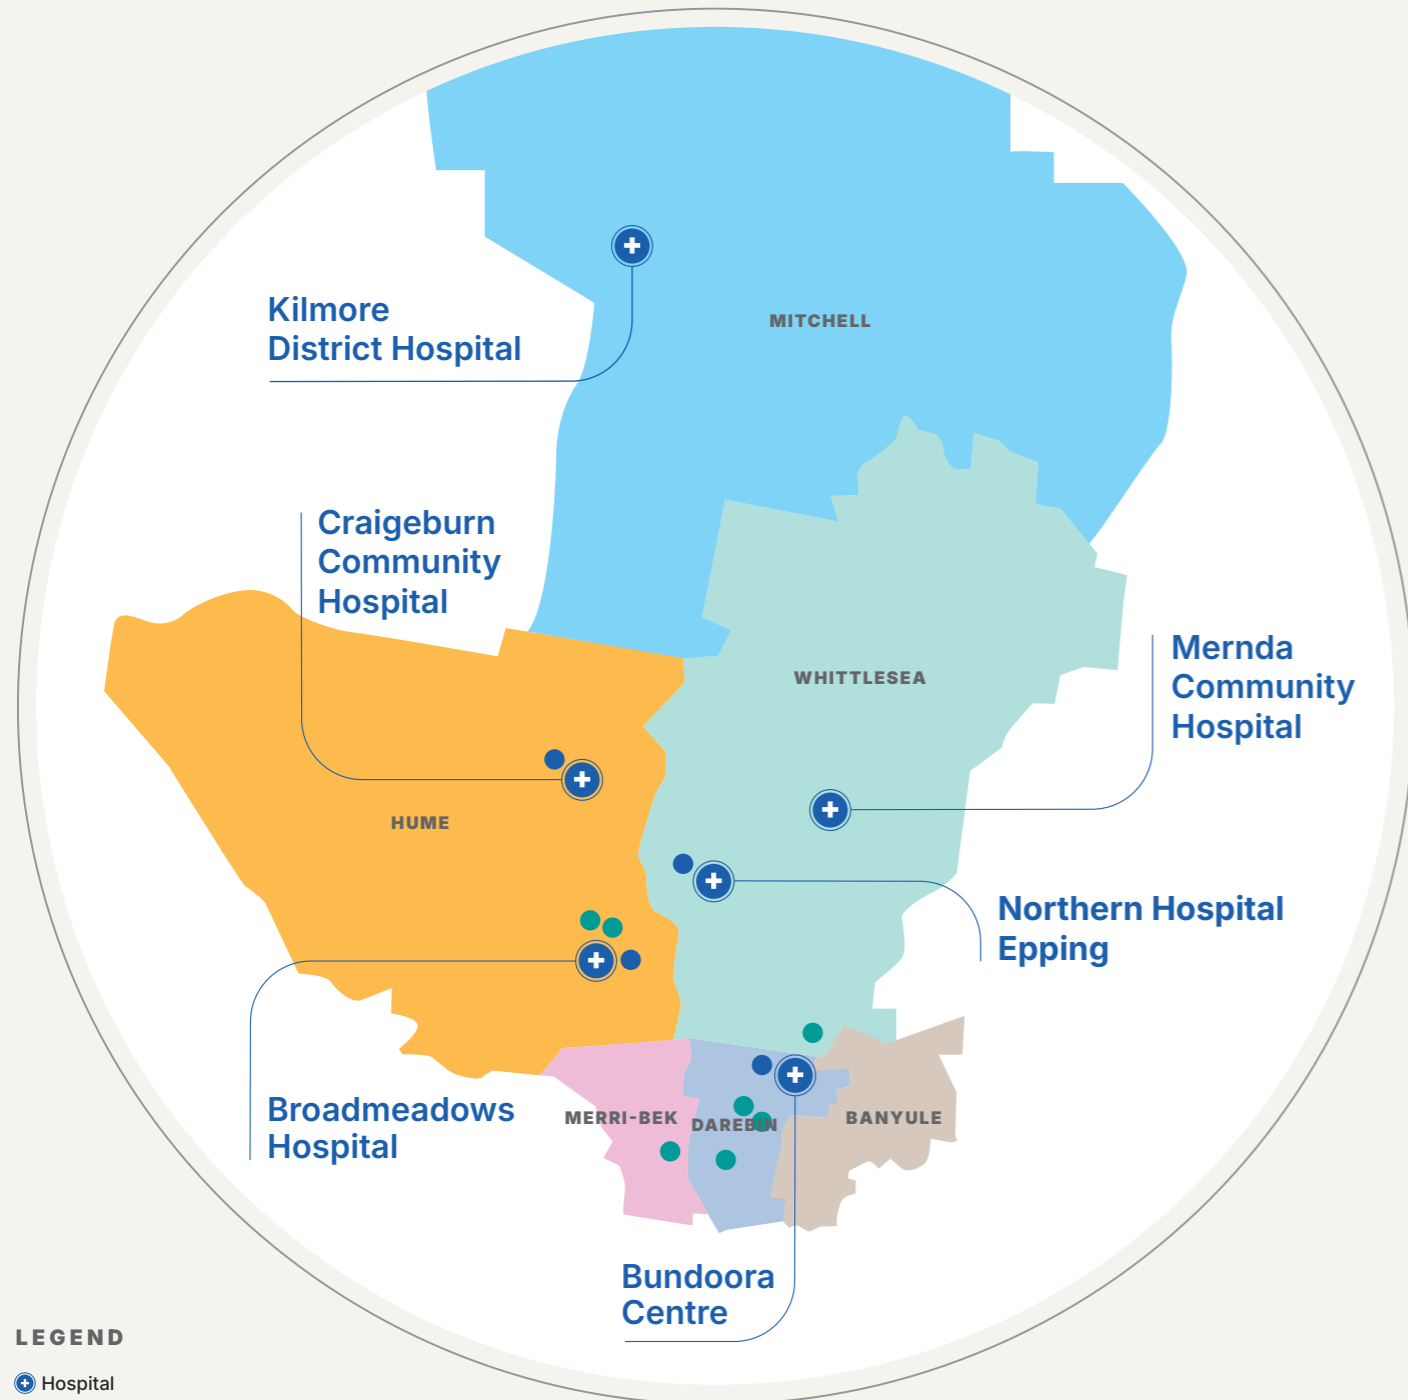 Kilmore
District Hospital
MITCHELL
Craigeburn
Community
Hospital
Mernda
Community
Hospital
WHITTLESEA
HUME
Northern Hospital
Epping
Broadmeadows
Hospital
MERRI-BEK
DAREBIN
BANYULE
Bundoora
Centre
LEGEND
Hospital